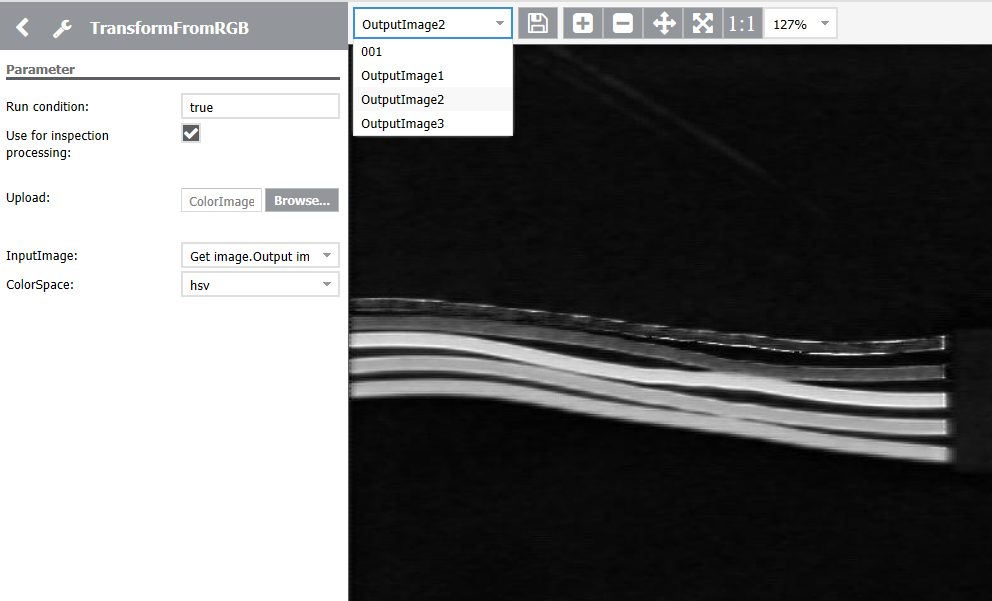 TransformFromRGB
Parameter
Run condition:
true
Use for inspection
processing:
Upload:
ColorImage
Browse...
InputImage:
Get image.Output im
ColorSpace:
hsv
OutputImage2
1:1
127%
001
OutputImage1
OutputImage2
OutputImage3